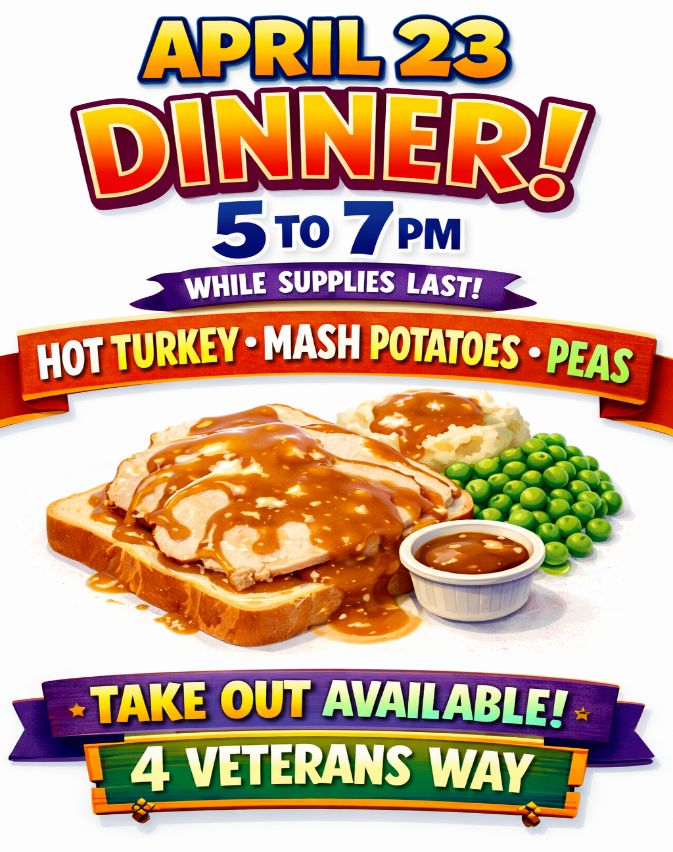 APRIL 23
DINNER!
5 TO 7 PM
WHILE SUPPLIES LAST!
HOT TURKEY • MASH POTATOES • PEAS
TAKE OUT AVAILABLE!
4 VETERANS WAY